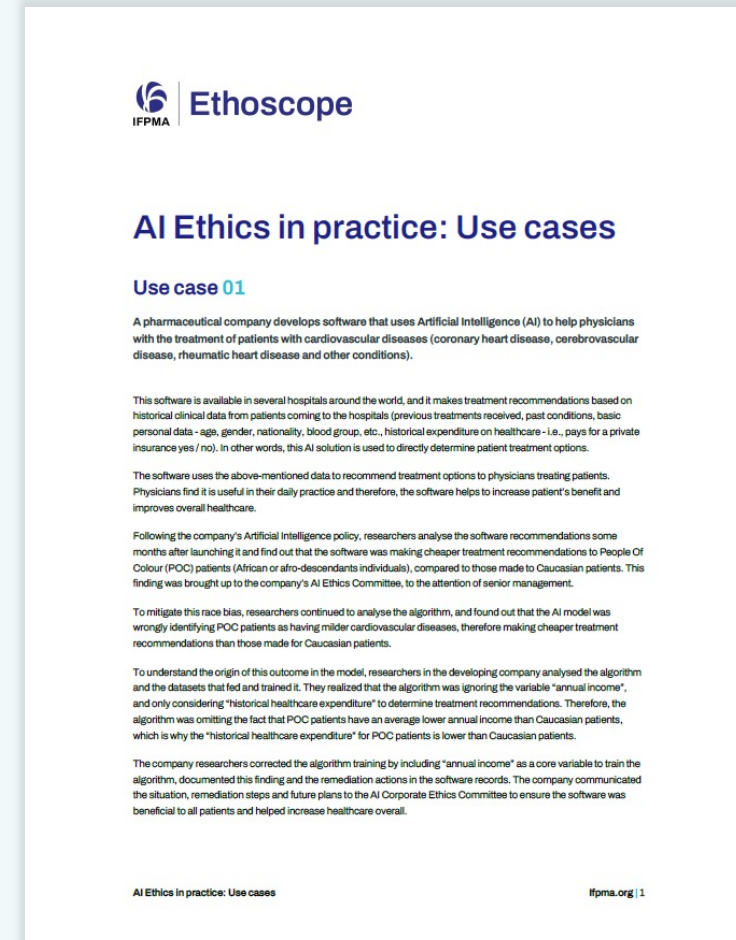 IFPMA
Ethoscope
AI Ethics in practice: Use cases
Use case 01
A pharmaceutical company develops software that uses Artificial Intelligence (AI) to help physicians
with the treatment of patients with cardiovascular diseases (coronary heart disease, cerebrovascular
disease, rheumatic heart disease and other conditions).
This software is available in several hospitals around the world, and it makes treatment recommendations based on
historical clinical data from patients coming to the hospitals (previous treatments received, past conditions, basic
personal data - age, gender, nationality, blood group, etc., historical expenditure on healthcare - i.e., pays for a private
insurance yes / no). In other words, this AI solution is used to directly determine patient treatment options.
The software uses the above-mentioned data to recommend treatment options to physicians treating patients.
Physicians find it is useful in their daily practice and therefore, the software helps to increase patient's benefit and
improves overall healthcare.
Following the company's Artificial Intelligence policy, researchers analyse the software recommendations some
months after launching it and find out that the software was making cheaper treatment recommendations to People Of
Colour (POC) patients (African or afro-descendants individuals), compared to those made to Caucasian patients. This
finding was brought up to the company's AI Ethics Committee, to the attention of senior management.
To mitigate this race bias, researchers continued to analyse the algorithm, and found out that the AI model was
wrongly identifying POC patients as having milder cardiovascular diseases, therefore making cheaper treatment
recommendations than those made for Caucasian patients.
To understand the origin of this outcome in the model, researchers in the developing company analysed the algorithm
and the datasets that fed and trained it. They realized that the algorithm was ignoring the variable "annual income",
and only considering "historical healthcare expenditure" to determine treatment recommendations. Therefore, the
algorithm was omitting the fact that POC patients have an average lower annual income than Caucasian patients,
which is why the "historical healthcare expenditure" for POC patients is lower than Caucasian patients.
The company researchers corrected the algorithm training by including "annual income" as a core variable to train the
algorithm, documented this finding and the remediation actions in the software records. The company communicated
the situation, remediation steps and future plans to the AI Corporate Ethics Committee to ensure the software was
beneficial to all patients and helped increase healthcare overall.
AI Ethics in practice: Use cases
Ifpma.org | 1